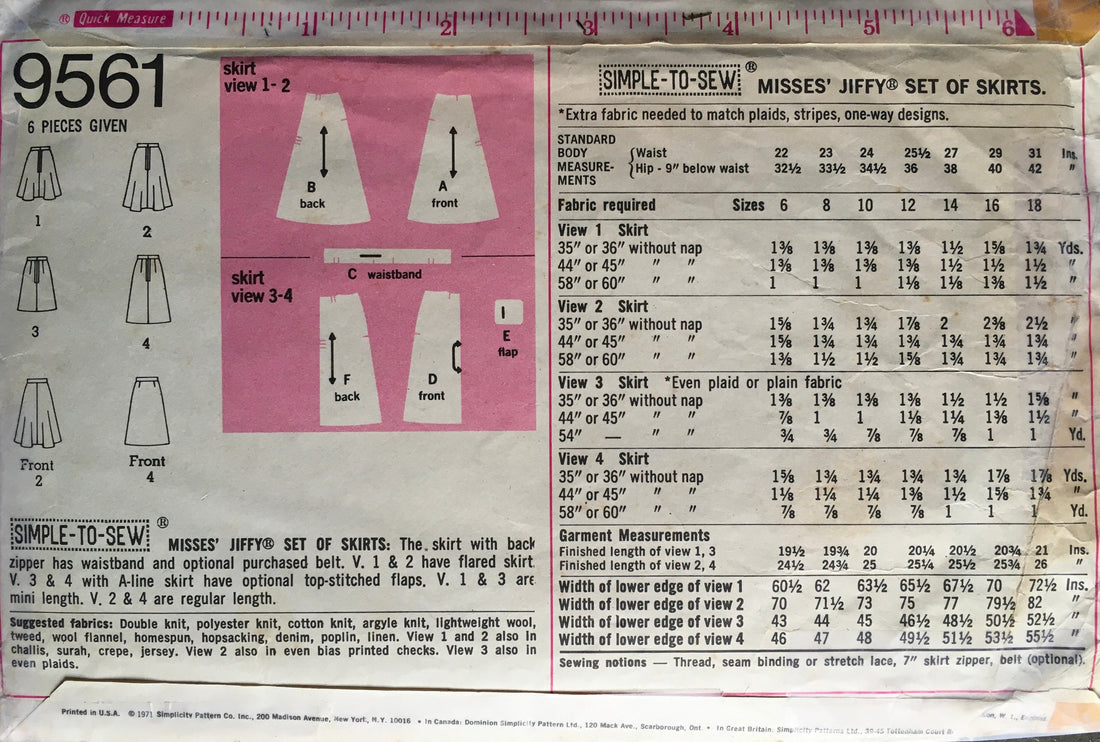 ® Quick Measure 1 2 3 4 5 6
9561
6 PIECES GIVEN
1
2
3
4
Front
2
Front
4
skirt
view 1-2
B
back
A
front
C waistband
skirt
view 3-4
E
flap
F
back
D
front
SIMPLE-TO-SEW ®
MISSES' JIFFY® SET OF SKIRTS: The skirt with back
zipper has waistband and optional purchased belt. V. 1 & 2 have flared skirt.
V. 3 & 4 with A-line skirt have optional top-stitched flaps. V. 1 & 3 are
mini length. V. 2 & 4 are regular length.
Suggested fabrics: Double knit, polyester knit, cotton knit, argyle knit, lightweight wool,
tweed, wool flannel, homespun, hopsacking, denim, poplin, linen. View 1 and 2 also in
challis, surah, crepe, jersey. View 2 also in even bias printed checks. View 3 also in
even plaids.
SIMPLE-TO-SEW ® MISSES' JIFFY® SET OF SKIRTS.
*Extra fabric needed to match plaids, stripes, one-way designs.
STANDARD
BODY
MEASURE-
MENTS
Waist 22 23 24 25½ 27 29 31 Ins.
Hip - 9" below waist 32½ 33½ 34½ 36 38 40 42 "
Fabric required Sizes 6 8 10 12 14 16 18
View 1 Skirt
35" or 36" without nap 1⅜ 1⅜ 1⅜ 1⅜ 1½ 1⅝ 1¾ Yds.
44" or 45" " " 1⅜ 1⅜ 1⅜ 1⅜ 1½ 1½ 1½ "
58" or 60" " " 1 1 1 1⅛ 1⅛ 1⅜ 1½ "
View 2 Skirt
35" or 36" without nap 1⅝ 1¾ 1¾ 1⅞ 2 2⅜ 2½ "
44" or 45" " " 1⅝ 1¾ 1¾ 1¾ 1¾ 1¾ 1¾ "
58" or 60" " " 1⅜ 1½ 1½ 1⅝ 1¾ 1¾ 1¾ "
View 3 Skirt *Even plaid or plain fabric
35" or 36" without nap 1⅜ 1⅜ 1⅜ 1⅜ 1½ 1½ 1⅝ "
44" or 45" " " ⅞ 1 1 1⅛ 1¼ 1⅜ 1½ "
54" — " " ¾ ¾ ⅞ ⅞ ⅞ 1 1 Yd.
View 4 Skirt
35" or 36" without nap 1⅝ 1¾ 1¾ 1¾ 1¾ 1⅞ 1⅞ Yds.
44" or 45" " " 1⅛ 1¼ 1¼ 1⅜ 1½ 1⅝ 1¾ "
58" or 60" " " ⅞ ⅞ ⅞ ⅞ 1 1 1 Yd.
Garment Measurements
Finished length of view 1, 3 19½ 19¾ 20 20¼ 20½ 20¾ 21 Ins.
Finished length of view 2, 4 24½ 24¾ 25 25¼ 25½ 25¾ 26 "
Width of lower edge of view 1 60½ 62 63½ 65½ 67½ 70 72½ Ins.
Width of lower edge of view 2 70 71½ 73 75 77 79½ 82 "
Width of lower edge of view 3 43 44 45 46½ 48½ 50½ 52½ "
Width of lower edge of view 4 46 47 48 49½ 51½ 53½ 55½ "
Sewing notions — Thread, seam binding or stretch lace, 7" skirt zipper, belt (optional).
Printed in U.S.A. © 1971 Simplicity Pattern Co. Inc., 200 Madison Avenue, New York, N.Y. 10016 • In Canada: Dominion Simplicity Pattern Ltd., 120 Mack Ave., Scarborough, Ont. • In Great Britain: Simplicity Patterns Ltd., 39-45 Tottenham Court W. 1., England